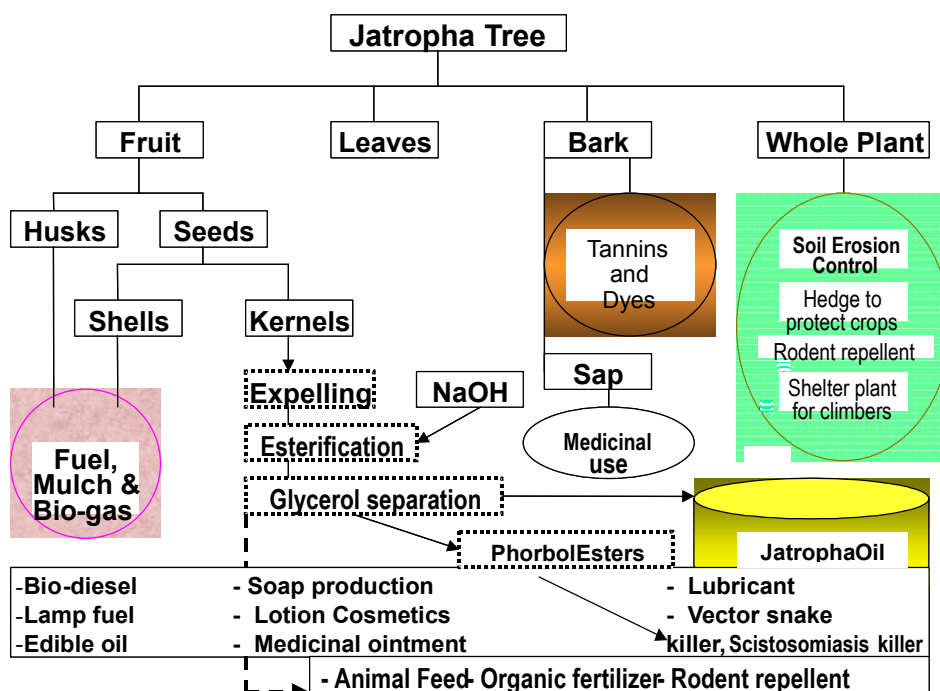 Jatropha Tree
Fruit
Leaves
Bark
Whole Plant
Husks
Seeds
Tannins
and
Dyes
Soil Erosion
Control
Hedge to
protect crops
Rodent repellent
Shelter plant
for climbers
Shells
Kernels
Expelling
NaOH
Sap
Esterification
Medicinal
use
Fuel,
Mulch &
Bio-gas
Glycerol separation
PhorbolEsters
JatrophaOil
-Bio-diesel
-Lamp fuel
-Edible oil
- Soap production
- Lotion Cosmetics
- Medicinal ointment
- Lubricant
- Vector snake
killer, Scistosomiasis killer
- Animal Feed- Organic fertilizer- Rodent repellent